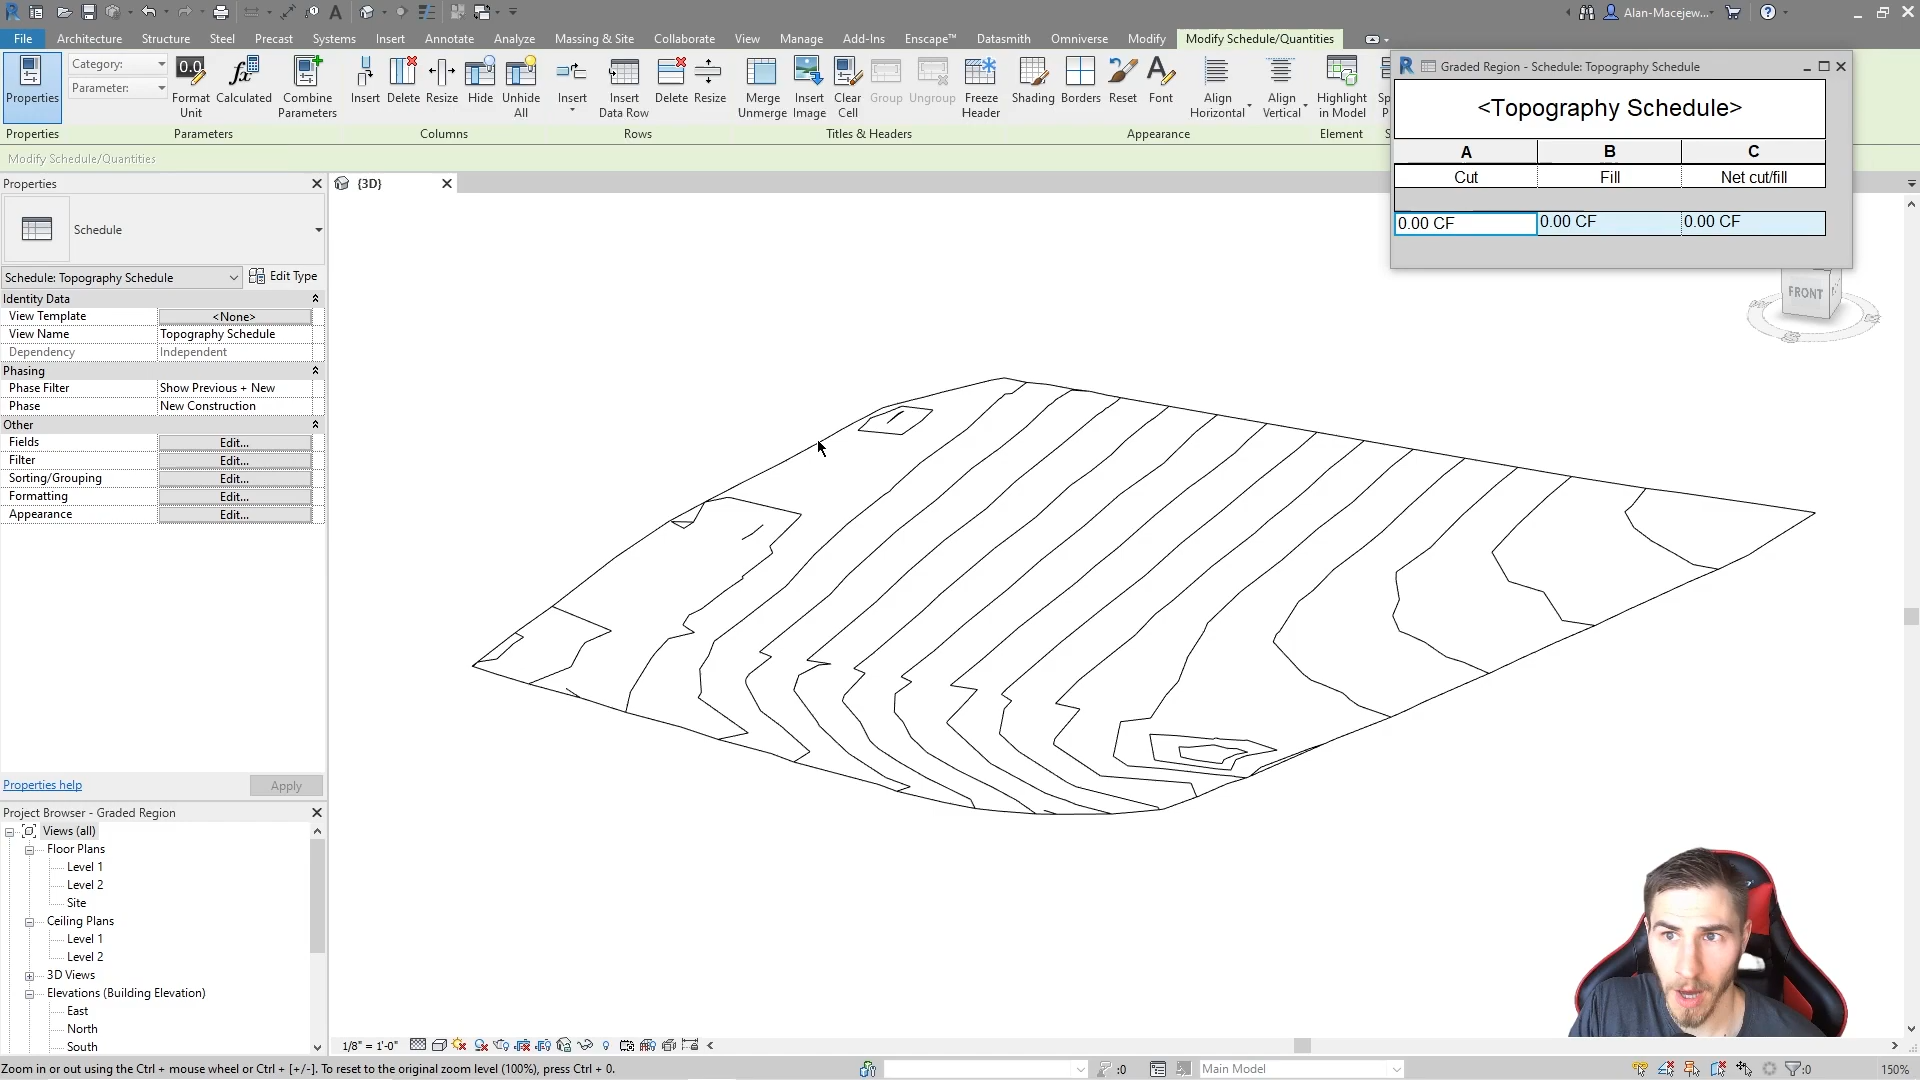 Alan-Macejew...
File Architecture Structure Steel Precast Systems Insert Annotate Analyze Massing & Site Collaborate View Manage Add-Ins Enscape™ Datasmith Omniverse Modify Modify Schedule/Quantities
Category:
Parameter:
Properties
Format Unit
Calculated
Combine Parameters
Insert Delete Resize Hide Unhide All
Insert
Insert Data Row
Delete Resize
Merge Unmerge
Insert Image
Clear Cell
Group Ungroup
Freeze Header
Shading Borders Reset Font
Align Horizontal
Align Vertical
Highlight in Model
Properties Parameters Columns Rows Titles & Headers Appearance Element
Modify Schedule/Quantities
Graded Region - Schedule: Topography Schedule
<Topography Schedule>
A B C
Cut Fill Net cut/fill
0.00 CF 0.00 CF 0.00 CF
FRONT
Properties
{3D}
Schedule
Schedule: Topography Schedule Edit Type
Identity Data
View Template <None>
View Name Topography Schedule
Dependency Independent
Phasing
Phase Filter Show Previous + New
Phase New Construction
Other
Fields Edit...
Filter Edit...
Sorting/Grouping Edit...
Formatting Edit...
Appearance Edit...
Properties help Apply
Project Browser - Graded Region
Views (all)
Floor Plans
Level 1
Level 2
Site
Ceiling Plans
Level 1
Level 2
3D Views
Elevations (Building Elevation)
East
North
South
1/8" = 1'-0"
Zoom in or out using the Ctrl + mouse wheel or Ctrl + [+/-]. To reset to the original zoom level (100%), press Ctrl + 0.
:0
Main Model
:0
150%